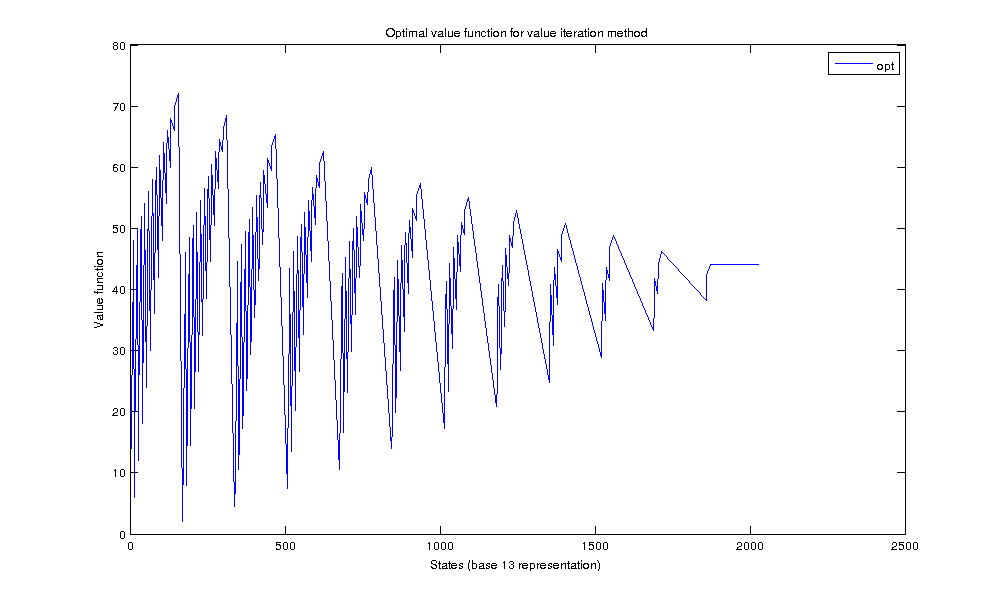 Optimal value function for value iteration method
opt
80
70
60
50
40
30
20
10
0
Value function
0 500 1000 1500 2000 2500
States (base 13 representation)